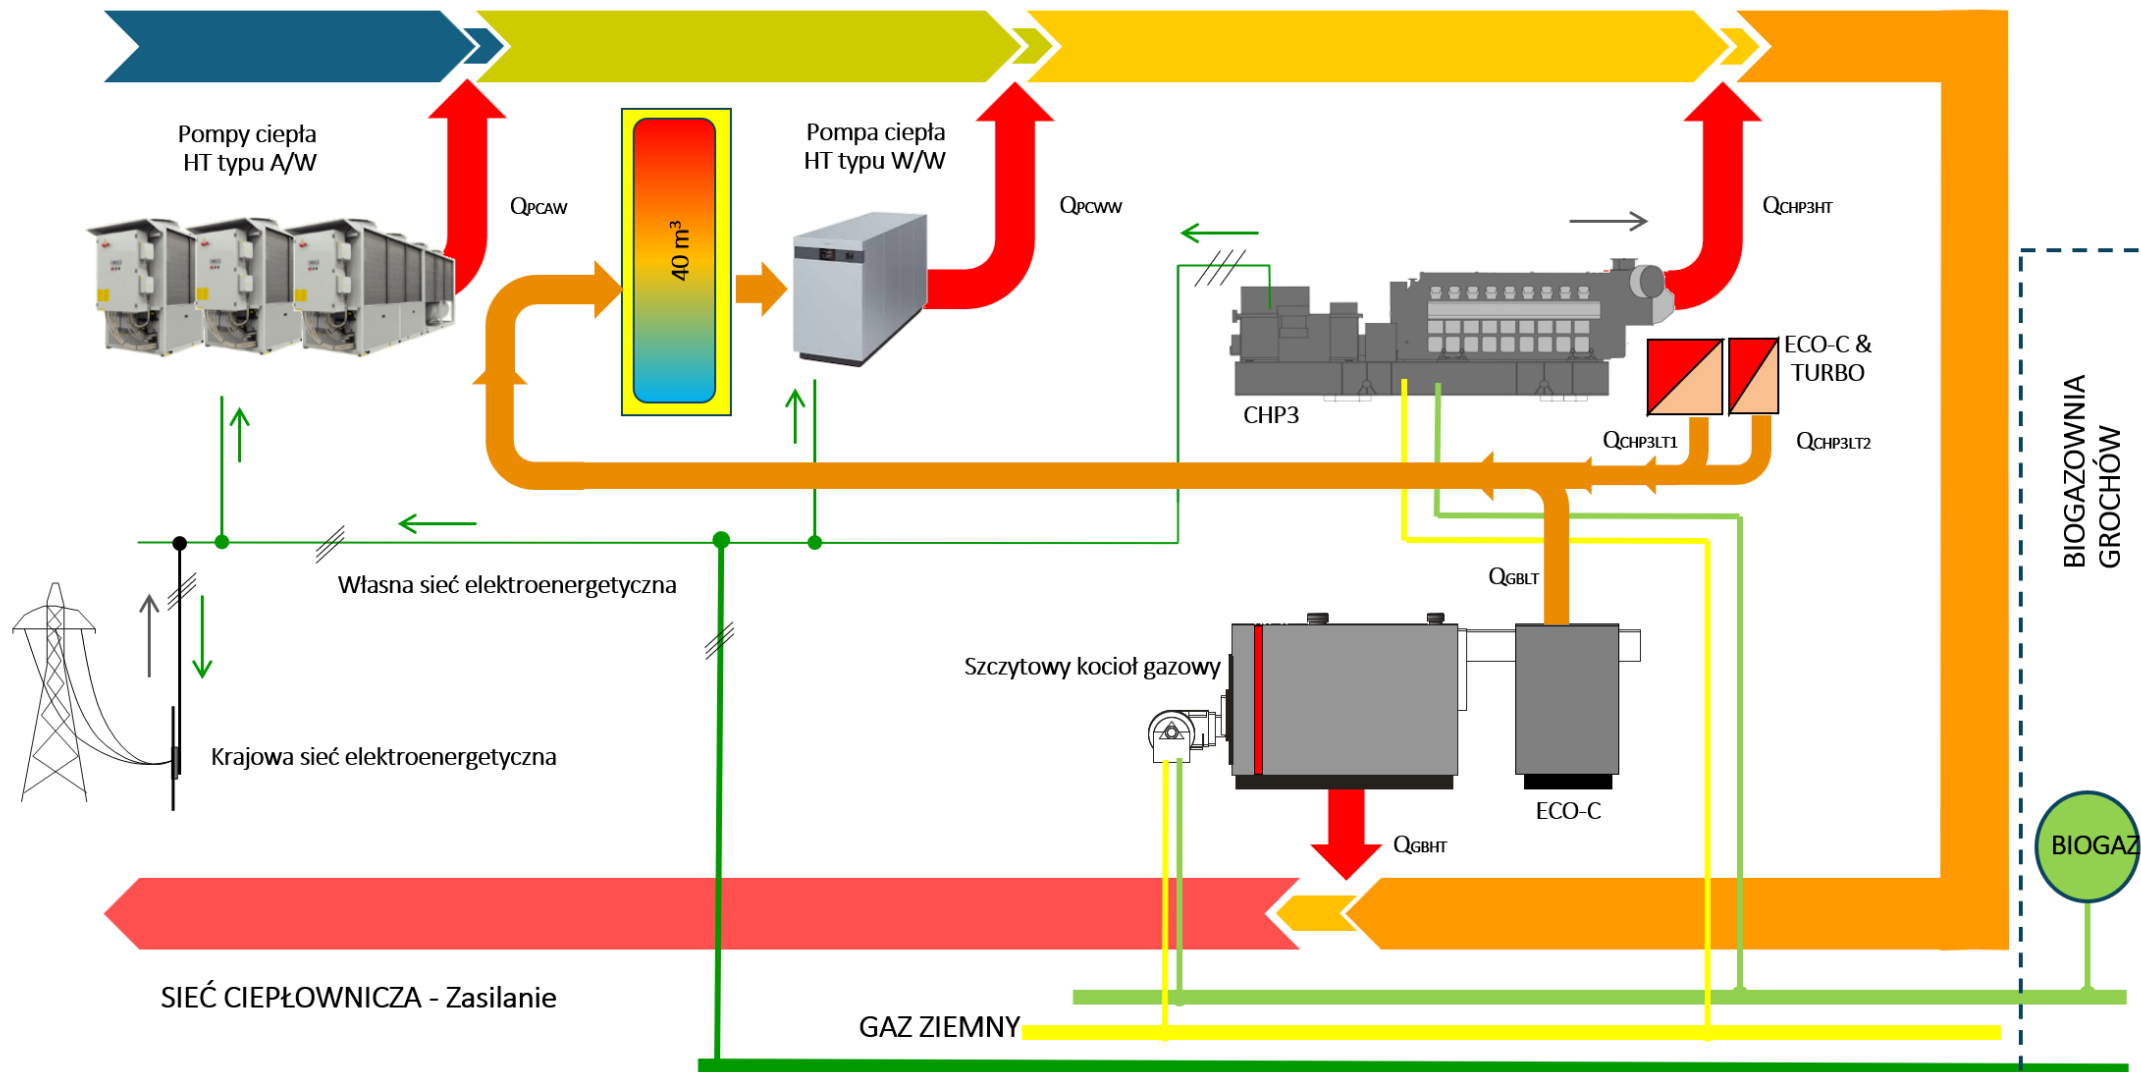 Pompy ciepła
HT typu A/W
QPCAW
40 m³
Pompa ciepła
HT typu W/W
QPCWW
QCHP3HT
ECO-C &
TURBO
CHP3
QCHP3LT1
QCHP3LT2
BIOGAZOWNIA
GROCHÓW
Własna sieć elektroenergetyczna
QGBLT
Szczytowy kocioł gazowy
Krajowa sieć elektroenergetyczna
ECO-C
QGBHT
BIOGAZ
SIEĆ CIEPŁOWNICZA - Zasilanie
GAZ ZIEMNY